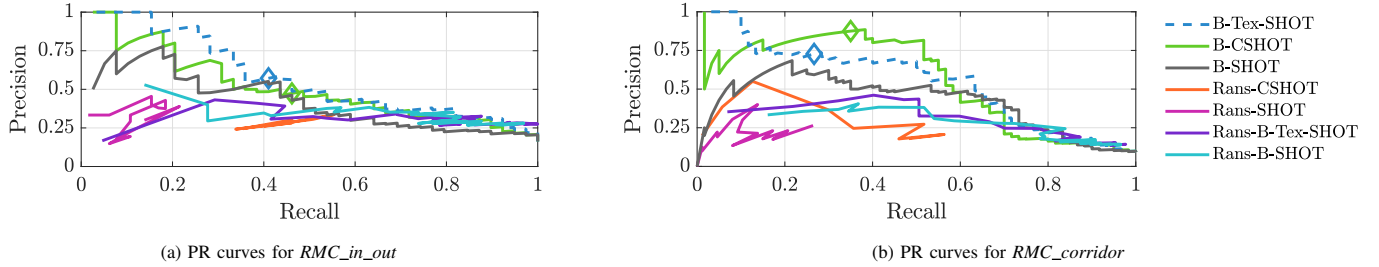 1
0.75
0.5
0.25
0
Precision
0 0.2 0.4 0.6 0.8 1
Recall
(a) PR curves for RMC_in_out
1
0.75
0.5
0.25
0
Precision
0 0.2 0.4 0.6 0.8 1
Recall
(b) PR curves for RMC_corridor
B-Tex-SHOT
B-CSHOT
B-SHOT
Rans-CSHOT
Rans-SHOT
Rans-B-Tex-SHOT
Rans-B-SHOT